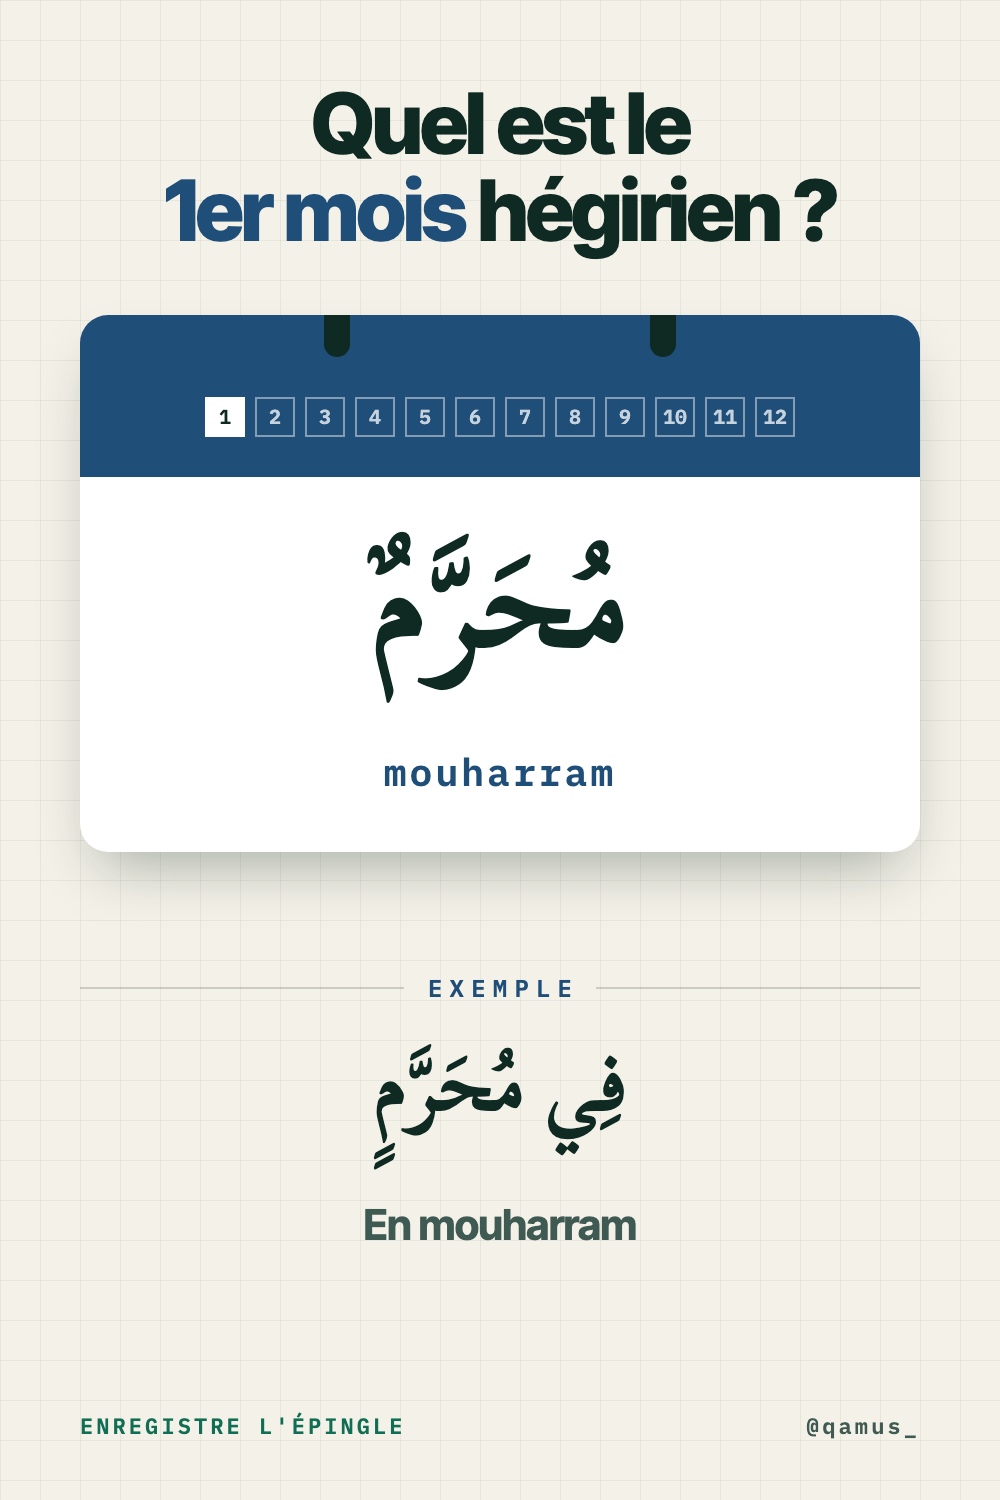 Quel est le
1er mois hégirien ?
1 2 3 4 5 6 7 8 9 10 11 12
مُحَرَّمٌ
mouharram
EXEMPLE
فِي مُحَرَّمٍ
En mouharram
ENREGISTRE L'ÉPINGLE
@qamus_